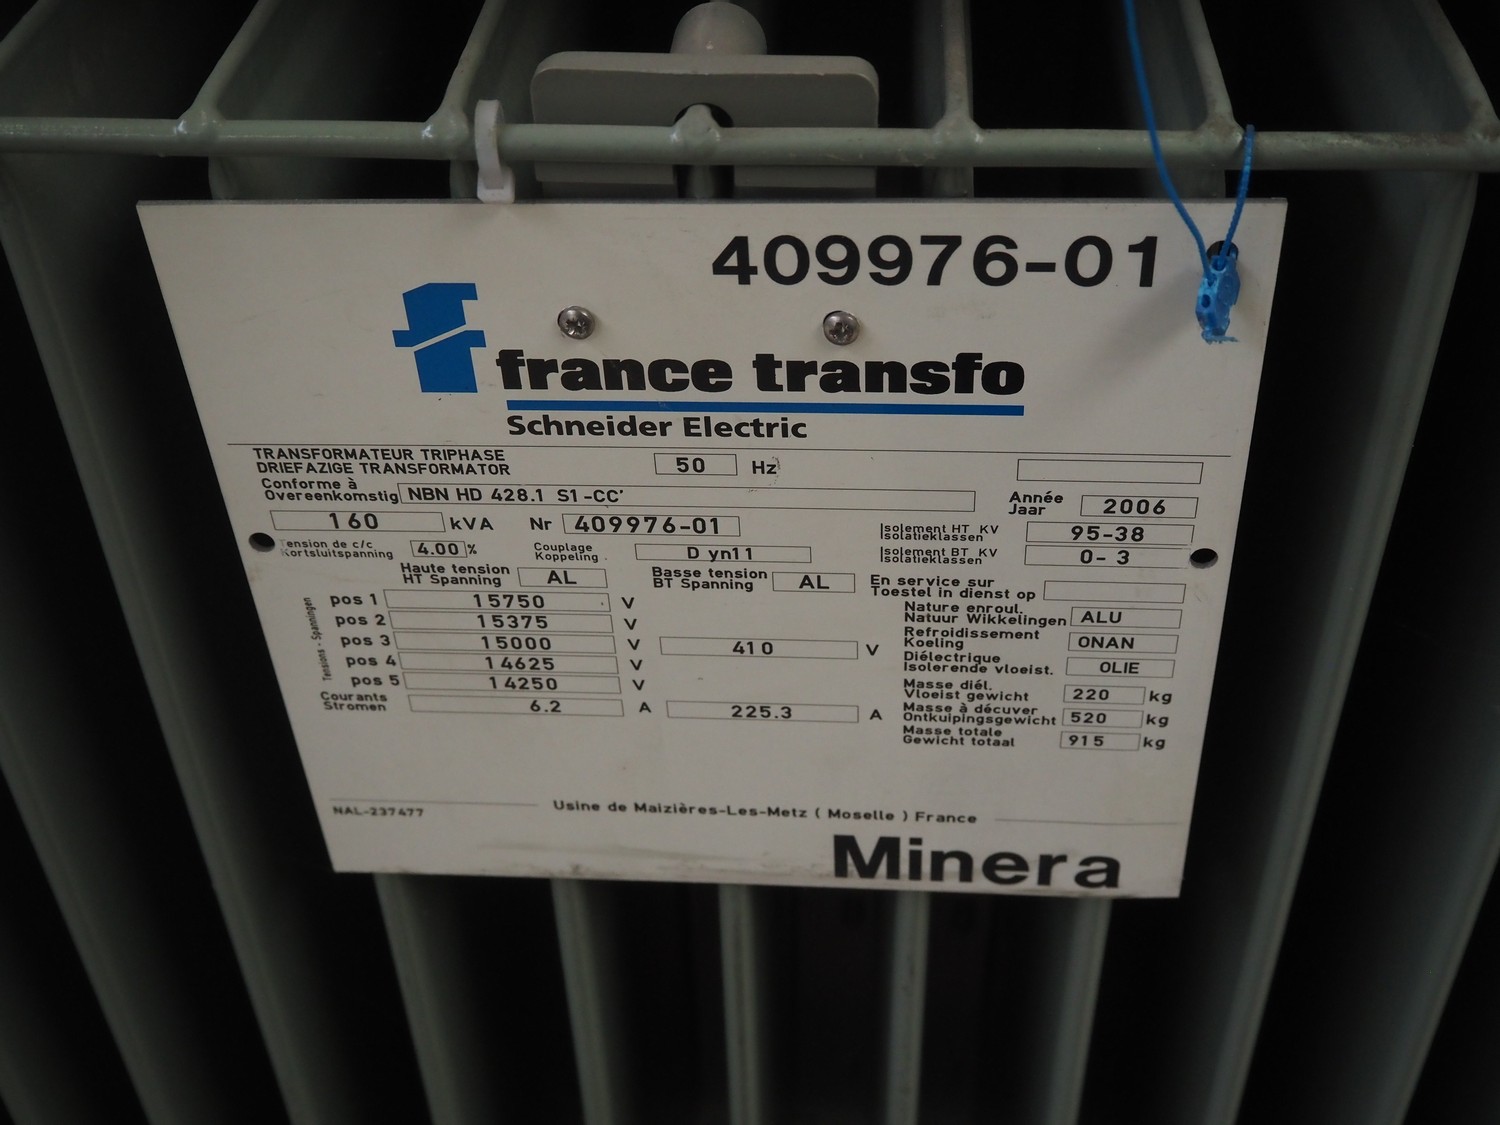 409976-01
france transfo
Schneider Electric
TRANSFORMATEUR TRIPHASE
DRIEFAZIGE TRANSFORMATOR
50 Hz
Conforme à
Overeenkomstig NBN HD 428.1 S1-CC'
Année
Jaar 2006
160 kVA Nr 409976-01
Isolement HT KV
Isolatieklassen 95-38
Tension de c/c
Kortsluitspanning 4.00 %
Couplage
Koppeling D yn11
Isolement BT KV
Isolatieklassen 0-3
Haute tension
HT Spanning AL
Basse tension
BT Spanning AL
En service sur
Toestel in dienst op
Tensions - Spanningen
pos 1 15750 V
pos 2 15375 V
pos 3 15000 V 410 V
pos 4 14625 V
pos 5 14250 V
Courants
Stromen 6.2 A 225.3 A
Nature enroul.
Natuur Wikkelingen ALU
Refroidissement
Koeling ONAN
Diélectrique
Isolerende vloeist. OLIE
Masse diél.
Vloeist gewicht 220 kg
Masse à décuver
Ontkuipingsgewicht 520 kg
Masse totale
Gewicht totaal 915 kg
NAL-237477
Usine de Maizières-Les-Metz ( Moselle ) France
Minera